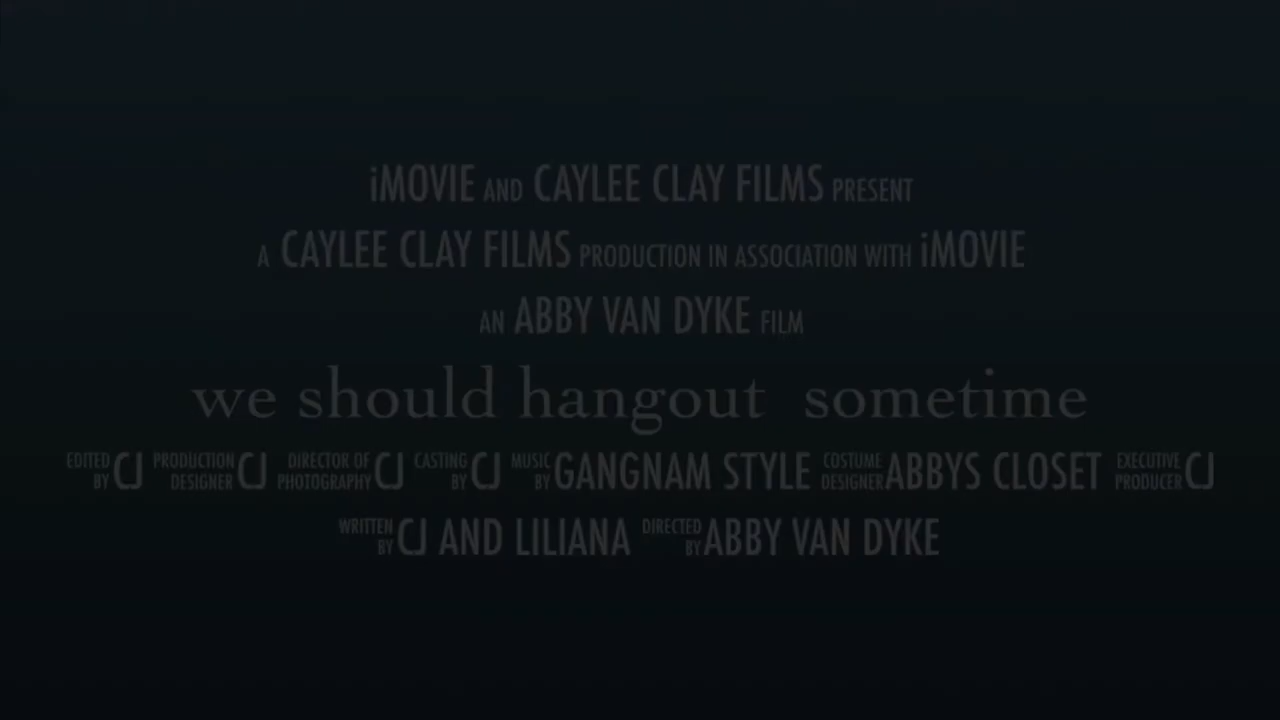 iMOVIE AND CAYLEE CLAY FILMS PRESENT
A CAYLEE CLAY FILMS PRODUCTION IN ASSOCIATION WITH iMOVIE
AN ABBY VAN DYKE FILM
we should hangout sometime
EDITED BY CJ PRODUCTION DESIGNER CJ DIRECTOR OF PHOTOGRAPHY CJ CASTING BY CJ MUSIC BY GANGNAM STYLE COSTUME DESIGNER ABBYS CLOSET EXECUTIVE PRODUCER CJ
WRITTEN BY CJ AND LILIANA DIRECTED BY ABBY VAN DYKE